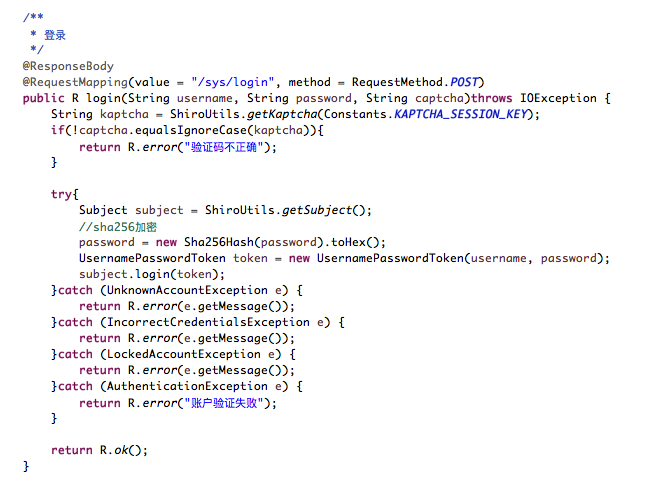 /**
 * 登录
 */
@ResponseBody
@RequestMapping(value = "/sys/login", method = RequestMethod.POST)
public R login(String username, String password, String captcha)throws IOException {
    String kaptcha = ShiroUtils.getKaptcha(Constants.KAPTCHA_SESSION_KEY);
    if(!captcha.equalsIgnoreCase(kaptcha)){
        return R.error("验证码不正确");
    }

    try{
        Subject subject = ShiroUtils.getSubject();
        //sha256加密
        password = new Sha256Hash(password).toHex();
        UsernamePasswordToken token = new UsernamePasswordToken(username, password);
        subject.login(token);
    }catch (UnknownAccountException e) {
        return R.error(e.getMessage());
    }catch (IncorrectCredentialsException e) {
        return R.error(e.getMessage());
    }catch (LockedAccountException e) {
        return R.error(e.getMessage());
    }catch (AuthenticationException e) {
        return R.error("账户验证失败");
    }

    return R.ok();
}